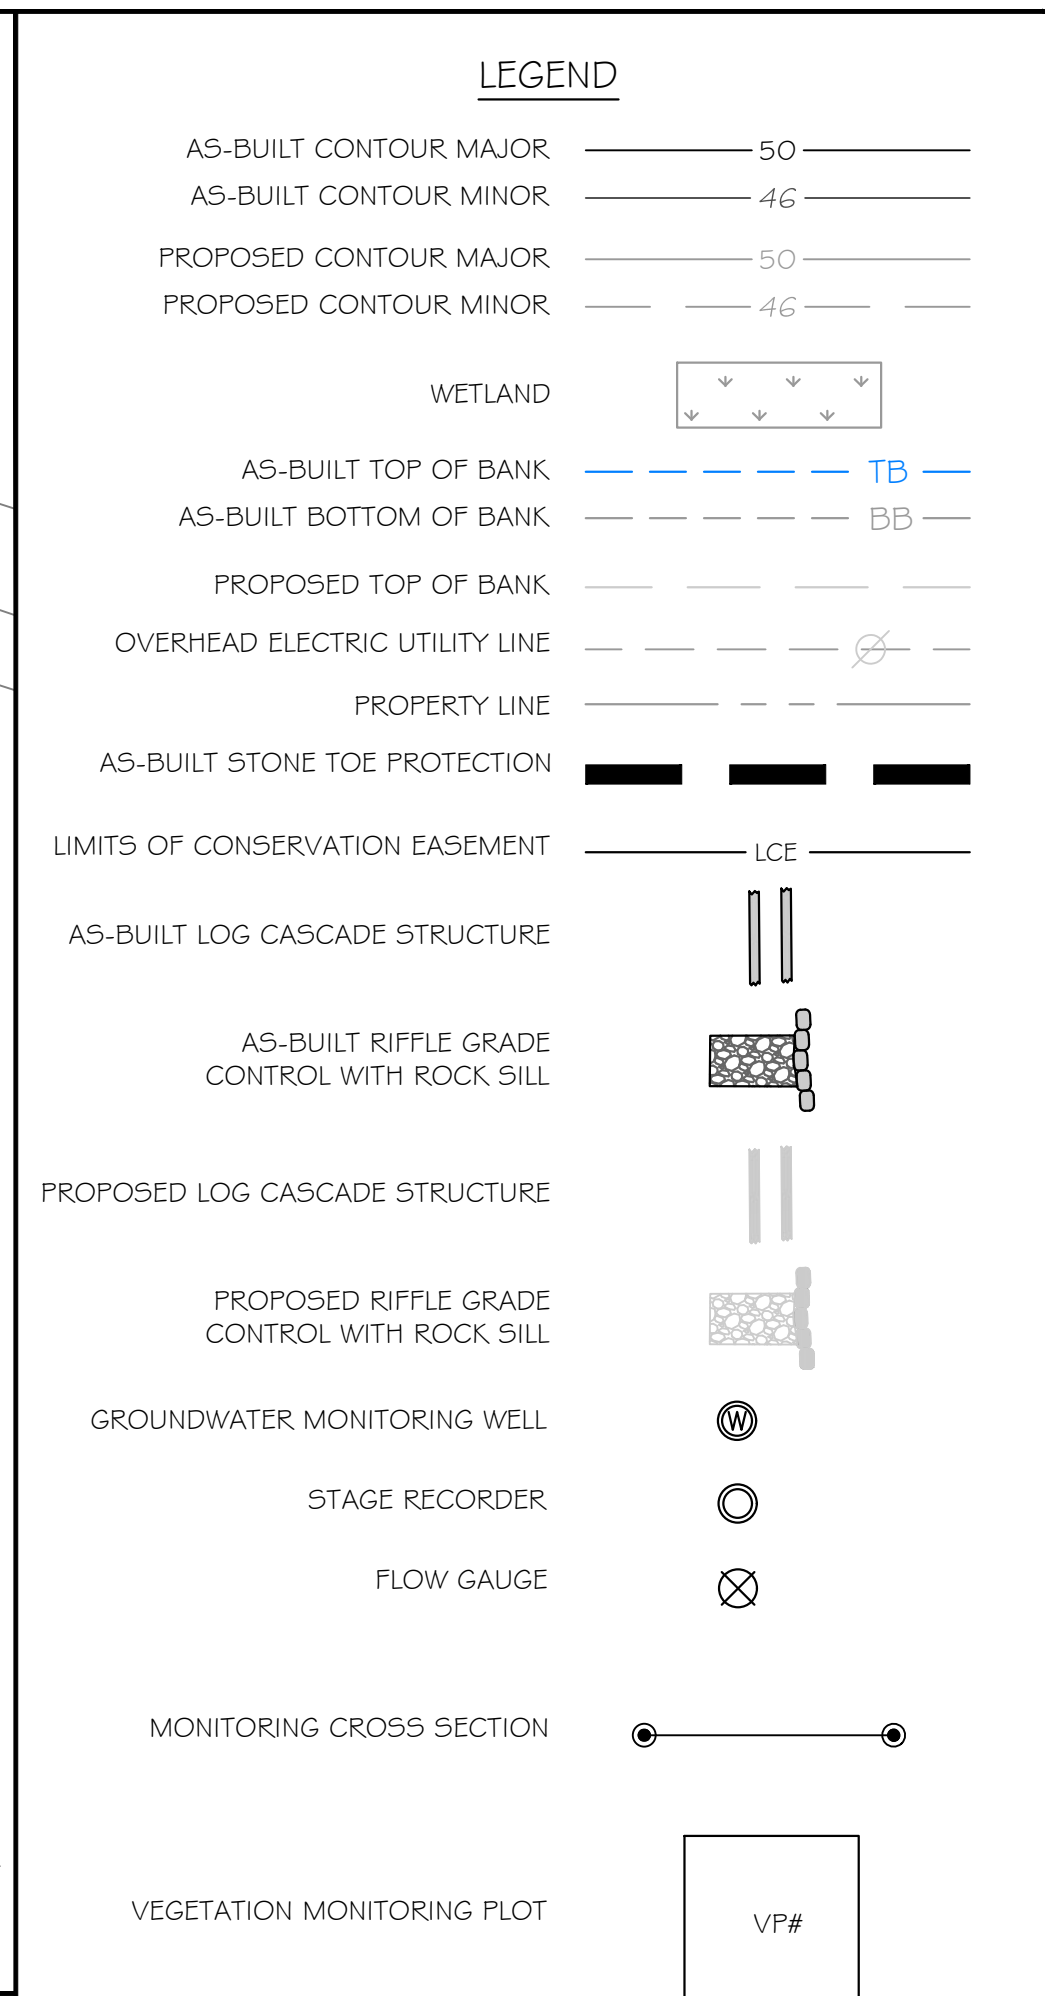 LEGEND
AS-BUILT CONTOUR MAJOR 50
AS-BUILT CONTOUR MINOR 46
PROPOSED CONTOUR MAJOR 50
PROPOSED CONTOUR MINOR 46
WETLAND
AS-BUILT TOP OF BANK TB
AS-BUILT BOTTOM OF BANK BB
PROPOSED TOP OF BANK
OVERHEAD ELECTRIC UTILITY LINE
PROPERTY LINE
AS-BUILT STONE TOE PROTECTION
LIMITS OF CONSERVATION EASEMENT LCE
AS-BUILT LOG CASCADE STRUCTURE
AS-BUILT RIFFLE GRADE
CONTROL WITH ROCK SILL
PROPOSED LOG CASCADE STRUCTURE
PROPOSED RIFFLE GRADE
CONTROL WITH ROCK SILL
GROUNDWATER MONITORING WELL W
STAGE RECORDER
FLOW GAUGE
MONITORING CROSS SECTION
VEGETATION MONITORING PLOT VP#